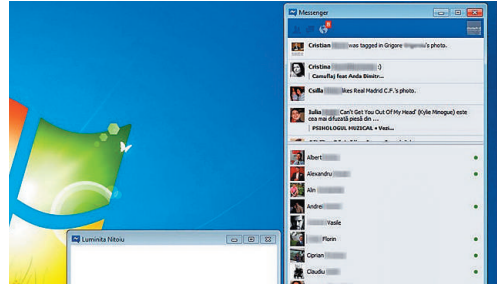 Messenger
Cristian was tagged in Grigore 's photo.
Cristina :)
Camuflaj feat Anda Dimitr...
Csilla likes Real Madrid C.F.'s photo.
Iulia Can't Get You Out Of My Head' (Kylie Minogue) este
cea mai difuzată piesă din ...
PSIHOLOGUL MUZICAL • Vezi...
Albert
Alexandru
Alin
Andrei
Vasile
Florin
Ciprian
Claudiu
Luminita Nitoiu